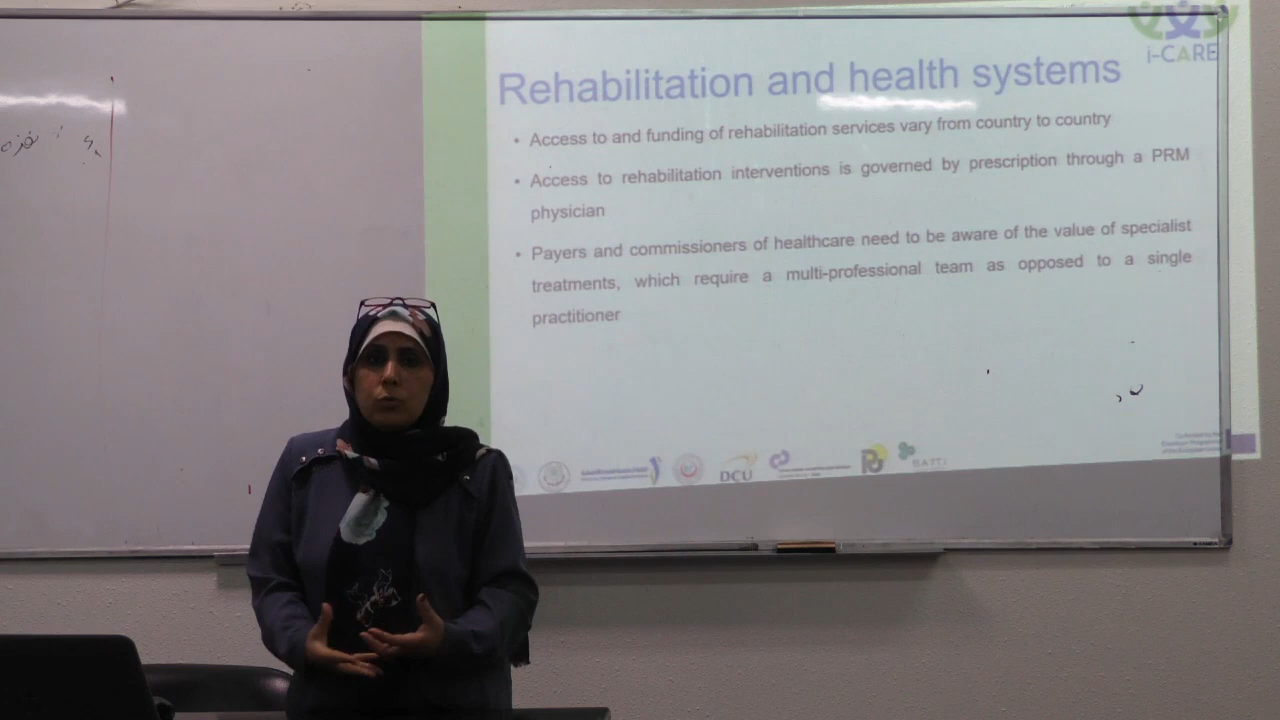 i-CARE
Rehabilitation and health systems
• Access to and funding of rehabilitation services vary from country to country
• Access to rehabilitation interventions is governed by prescription through a PRM
physician
• Payers and commissioners of healthcare need to be aware of the value of specialist
treatments, which require a multi-professional team as opposed to a single
practitioner
DCU